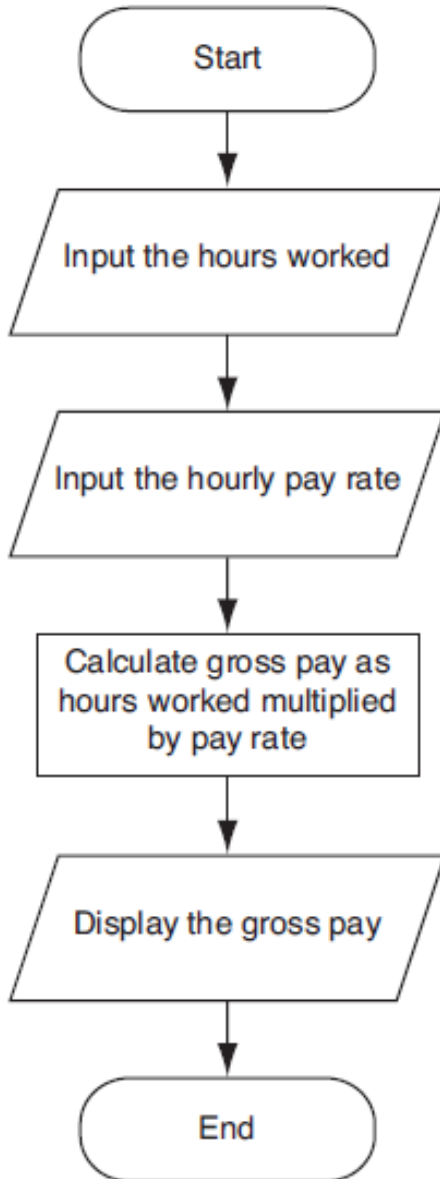 Start
Input the hours worked
Input the hourly pay rate
Calculate gross pay as
hours worked multiplied
by pay rate
Display the gross pay
End